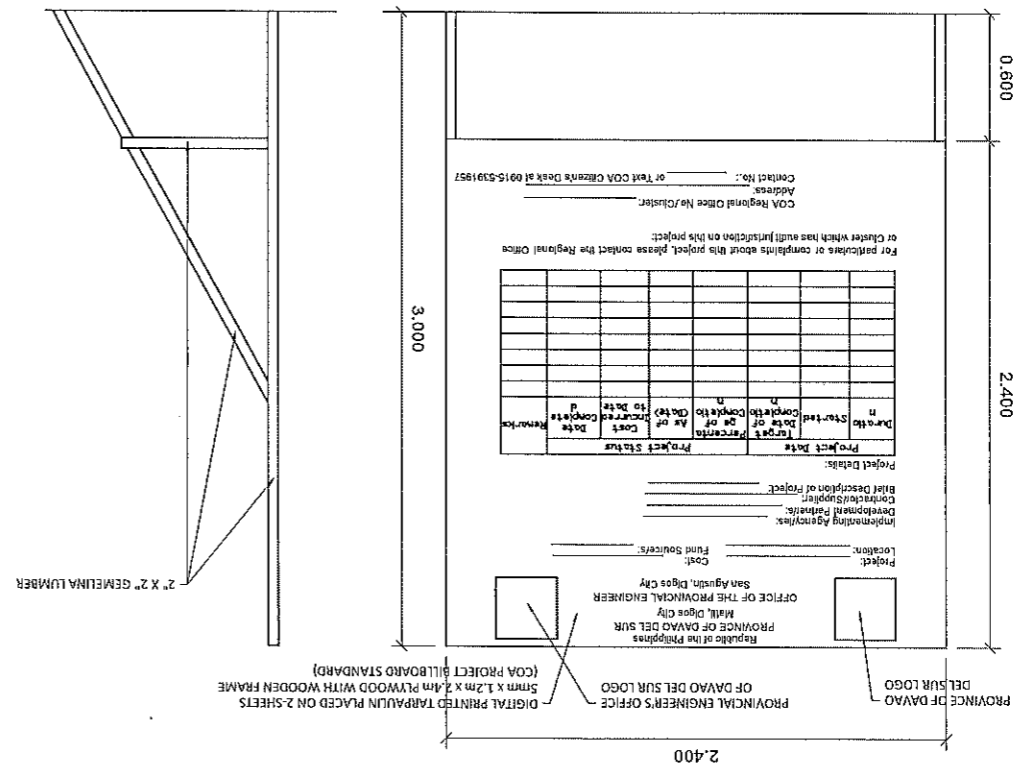 2.400
PROVINCE OF DAVAO
DEL SUR LOGO
PROVINCIAL ENGINEER'S OFFICE
OF DAVAO DEL SUR LOGO
DIGITAL PRINTED TARPAULIN PLACED ON 2-SHEETS
5mm x 1.2m x 2.4m PLYWOOD WITH WOODEN FRAME
(COA PROJECT BILLBOARD STANDARD)
Republic of the Philippines
PROVINCE OF DAVAO DEL SUR
Matti, Digos City
OFFICE OF THE PROVINCIAL ENGINEER
San Agustin, Digos City
Project: Cost:
Location: Fund Source/s:
Implementing Agency/ies:
Development Partner/s:
Contractor/Supplier:
Brief Description of Project:
Project Details:
Project Date Project Status
Duratio
n
Started
Target
Date of
Completio
n
Percenta
ge of
Completio
n
As of
(Date)
Cost
Incurred
to Date
Date
Complete
d
Remarks
For particulars or complaints about this project, please contact the Regional Office
or Cluster which has audit jurisdiction on this project:
COA Regional Office No/Cluster:
Address:
Contact No.: or Text COA Citizen's Desk at 0915-5391957
2.400
0.600
3.000
2" X 2" GEMELINA LUMBER